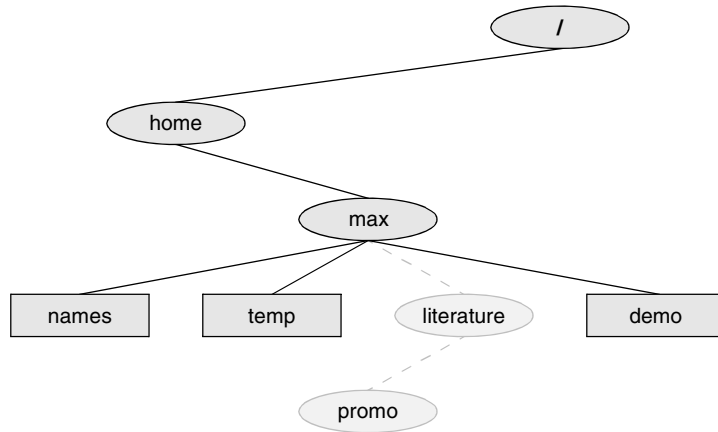 /
home
max
names temp literature demo
promo